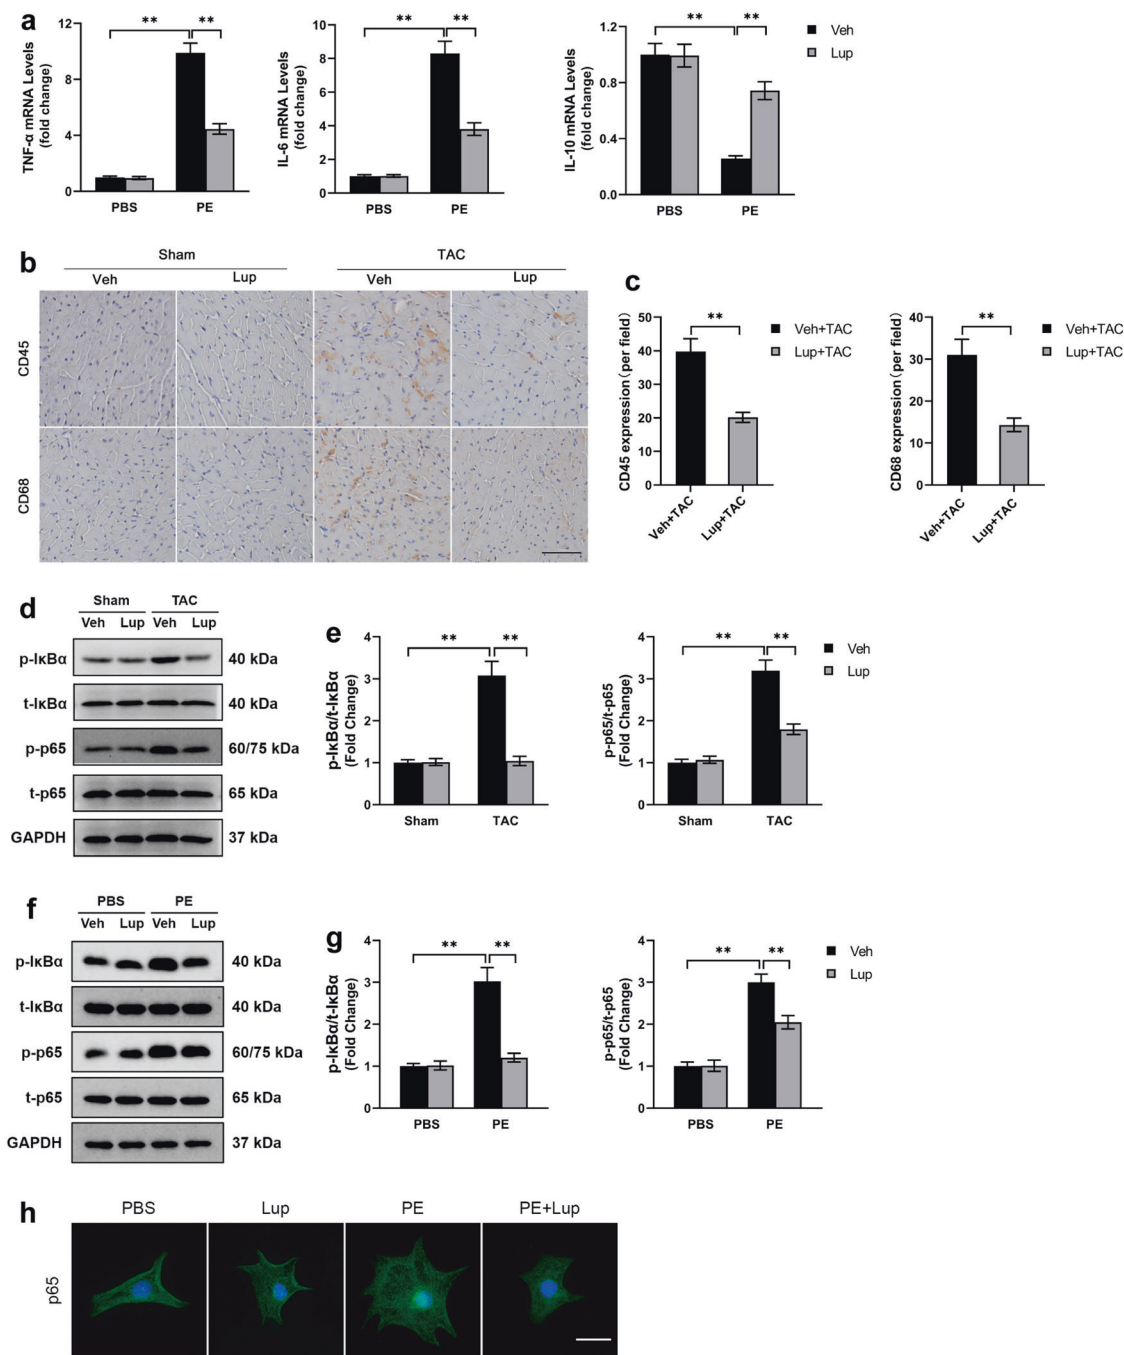 a
TNF-α mRNA Levels
(fold change)
12
8
4
0
**
**
PBS
PE
IL-6 mRNA Levels
(fold change)
10
8
6
4
2
0
**
**
PBS
PE
IL-10 mRNA Levels
(fold change)
1.2
0.8
0.4
0.0
**
**
PBS
PE
Veh
Lup
b
Sham
TAC
Veh
Lup
Veh
Lup
CD45
CD68
c
CD45 expression (per field)
50
40
30
20
10
0
**
Veh+TAC
Lup+TAC
Veh+TAC
Lup+TAC
CD68 expression (per field)
40
30
20
10
0
**
Veh+TAC
Lup+TAC
Veh+TAC
Lup+TAC
d
Sham
TAC
Veh
Lup
Veh
Lup
p-IκBα
40 kDa
t-IκBα
40 kDa
p-p65
60/75 kDa
t-p65
65 kDa
GAPDH
37 kDa
e
p-IκBα/t-IκBα
(Fold Change)
4
3
2
1
0
**
**
Sham
TAC
p-p65/t-p65
(Fold Change)
4
3
2
1
0
**
**
Sham
TAC
Veh
Lup
f
PBS
PE
Veh
Lup
Veh
Lup
p-IκBα
40 kDa
t-IκBα
40 kDa
p-p65
60/75 kDa
t-p65
65 kDa
GAPDH
37 kDa
g
p-IκBα/t-IκBα
(Fold Change)
4
3
2
1
0
**
**
PBS
PE
p-p65/t-p65
(Fold Change)
4
3
2
1
0
**
**
PBS
PE
Veh
Lup
h
PBS
Lup
PE
PE+Lup
p65